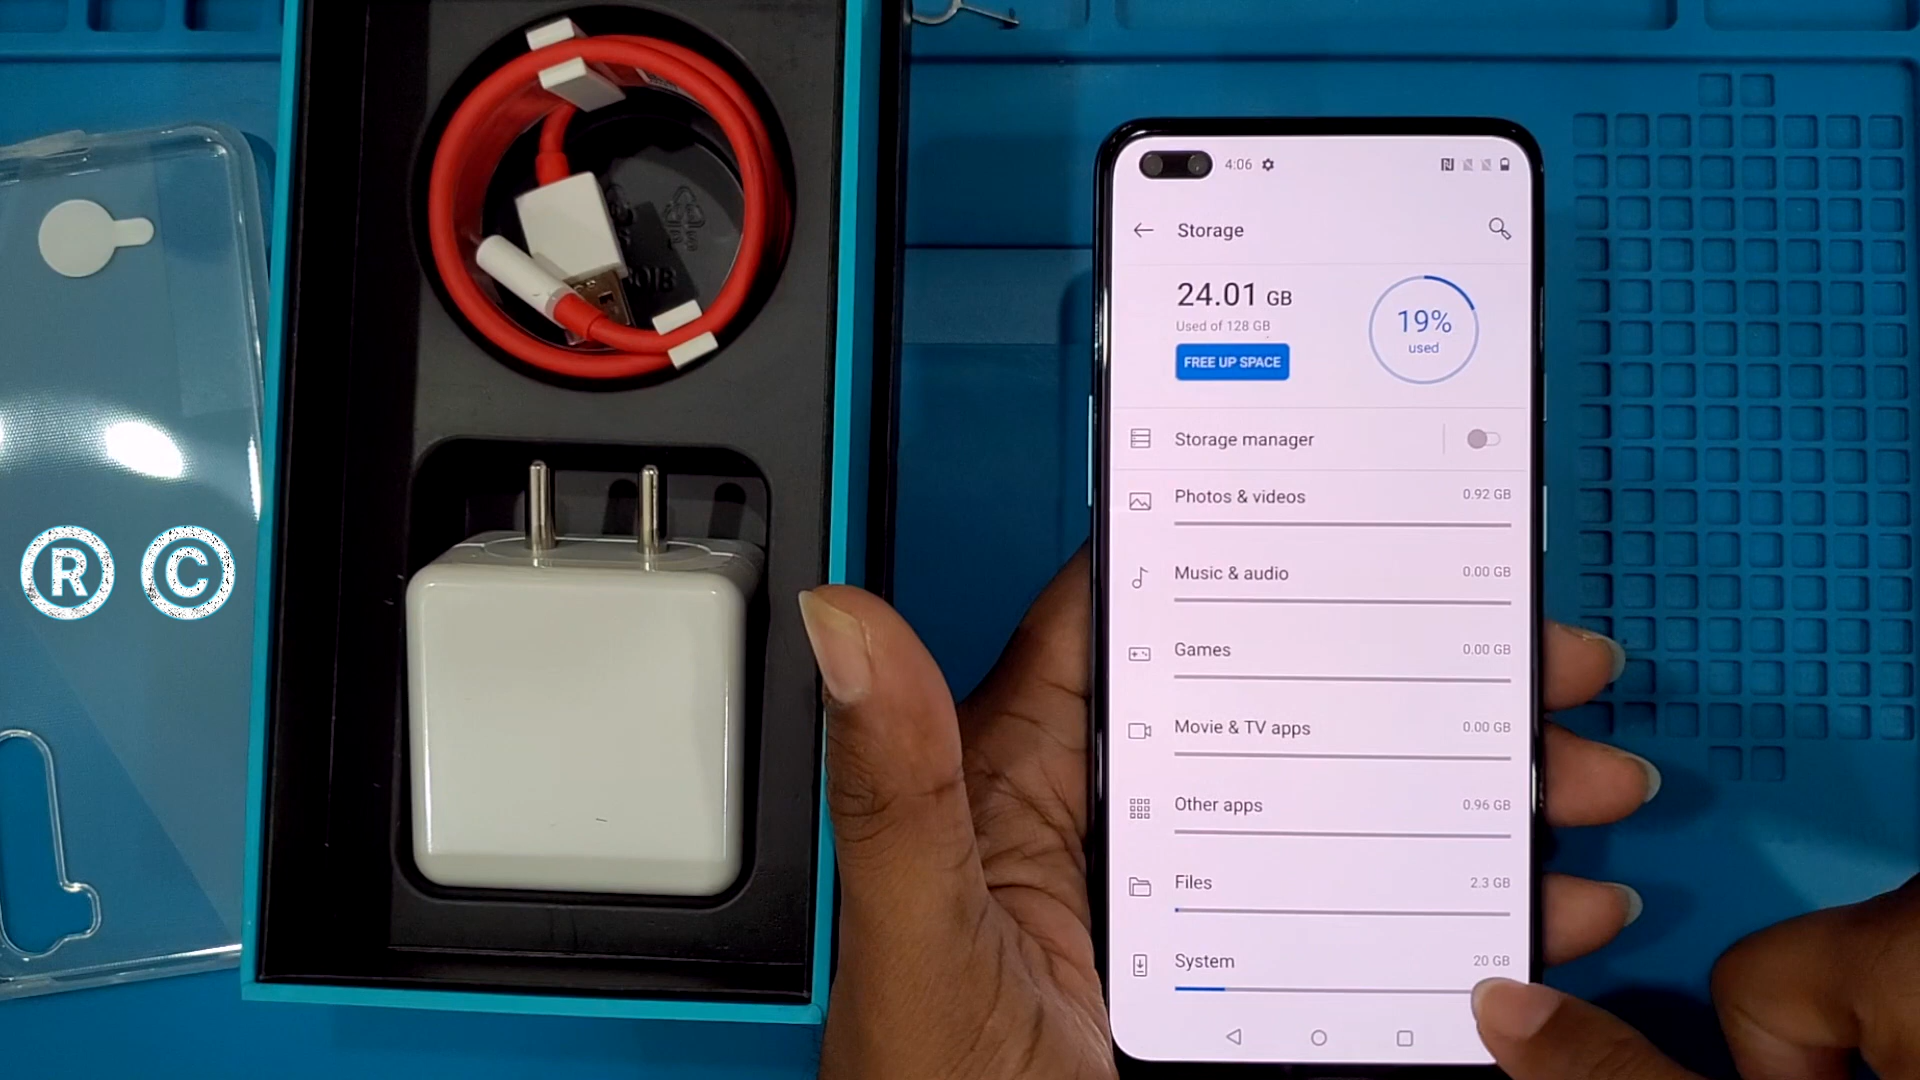 R C
4:06
Storage
24.01 GB
Used of 128 GB
FREE UP SPACE
19%
used
Storage manager
Photos & videos 0.92 GB
Music & audio 0.00 GB
Games 0.00 GB
Movie & TV apps 0.00 GB
Other apps 0.96 GB
Files 2.3 GB
System 20 GB